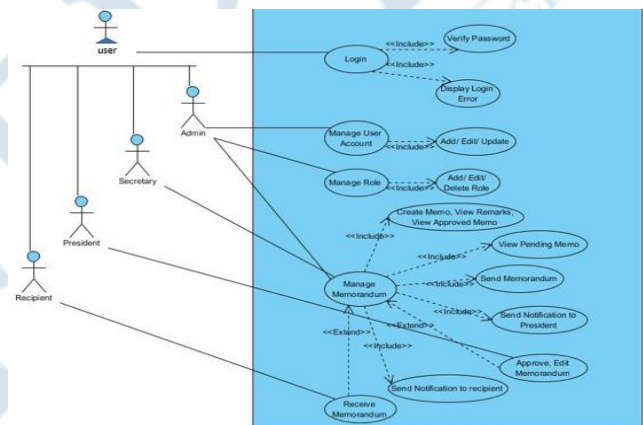 user
Admin
Secretary
President
Recipient
Login
<<Include>>
Verify Password
<<Include>>
Display Login
Error
Manage User
Account
<<Include>>
Add/ Edit/ Update
Manage Role
<<Include>>
Add/ Edit/
Delete Role
Create Memo, View Remarks,
View Approved Memo
<<Include>>
View Pending Memo
<<Include>>
Manage
Memorandum
<<Include>>
Send Memorandum
<<Include>>
Send Notification to
President
<<Extend>>
<<Extend>>
<<Include>>
Approve, Edit
Memorandum
Send Notification to recipient
Receive
Memorandum